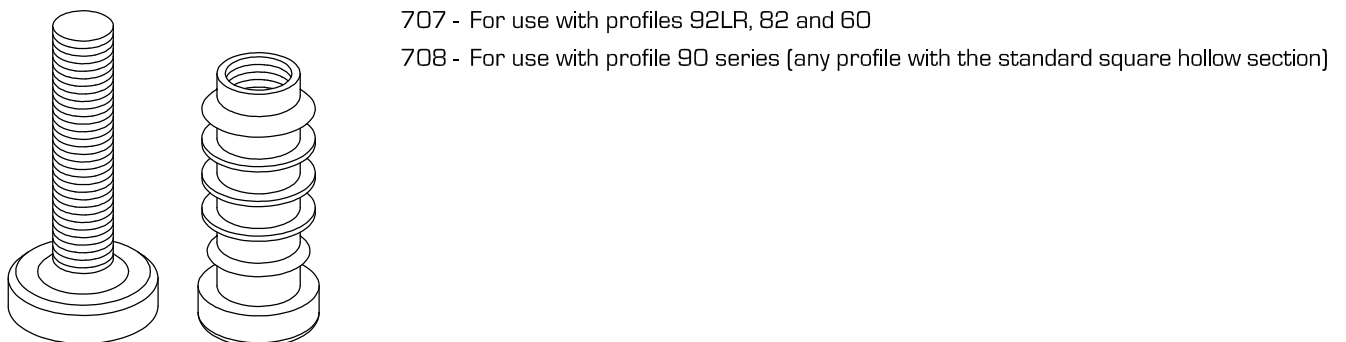 707 - For use with profiles 92LR, 82 and 60
708 - For use with profile 90 series (any profile with the standard square hollow section)